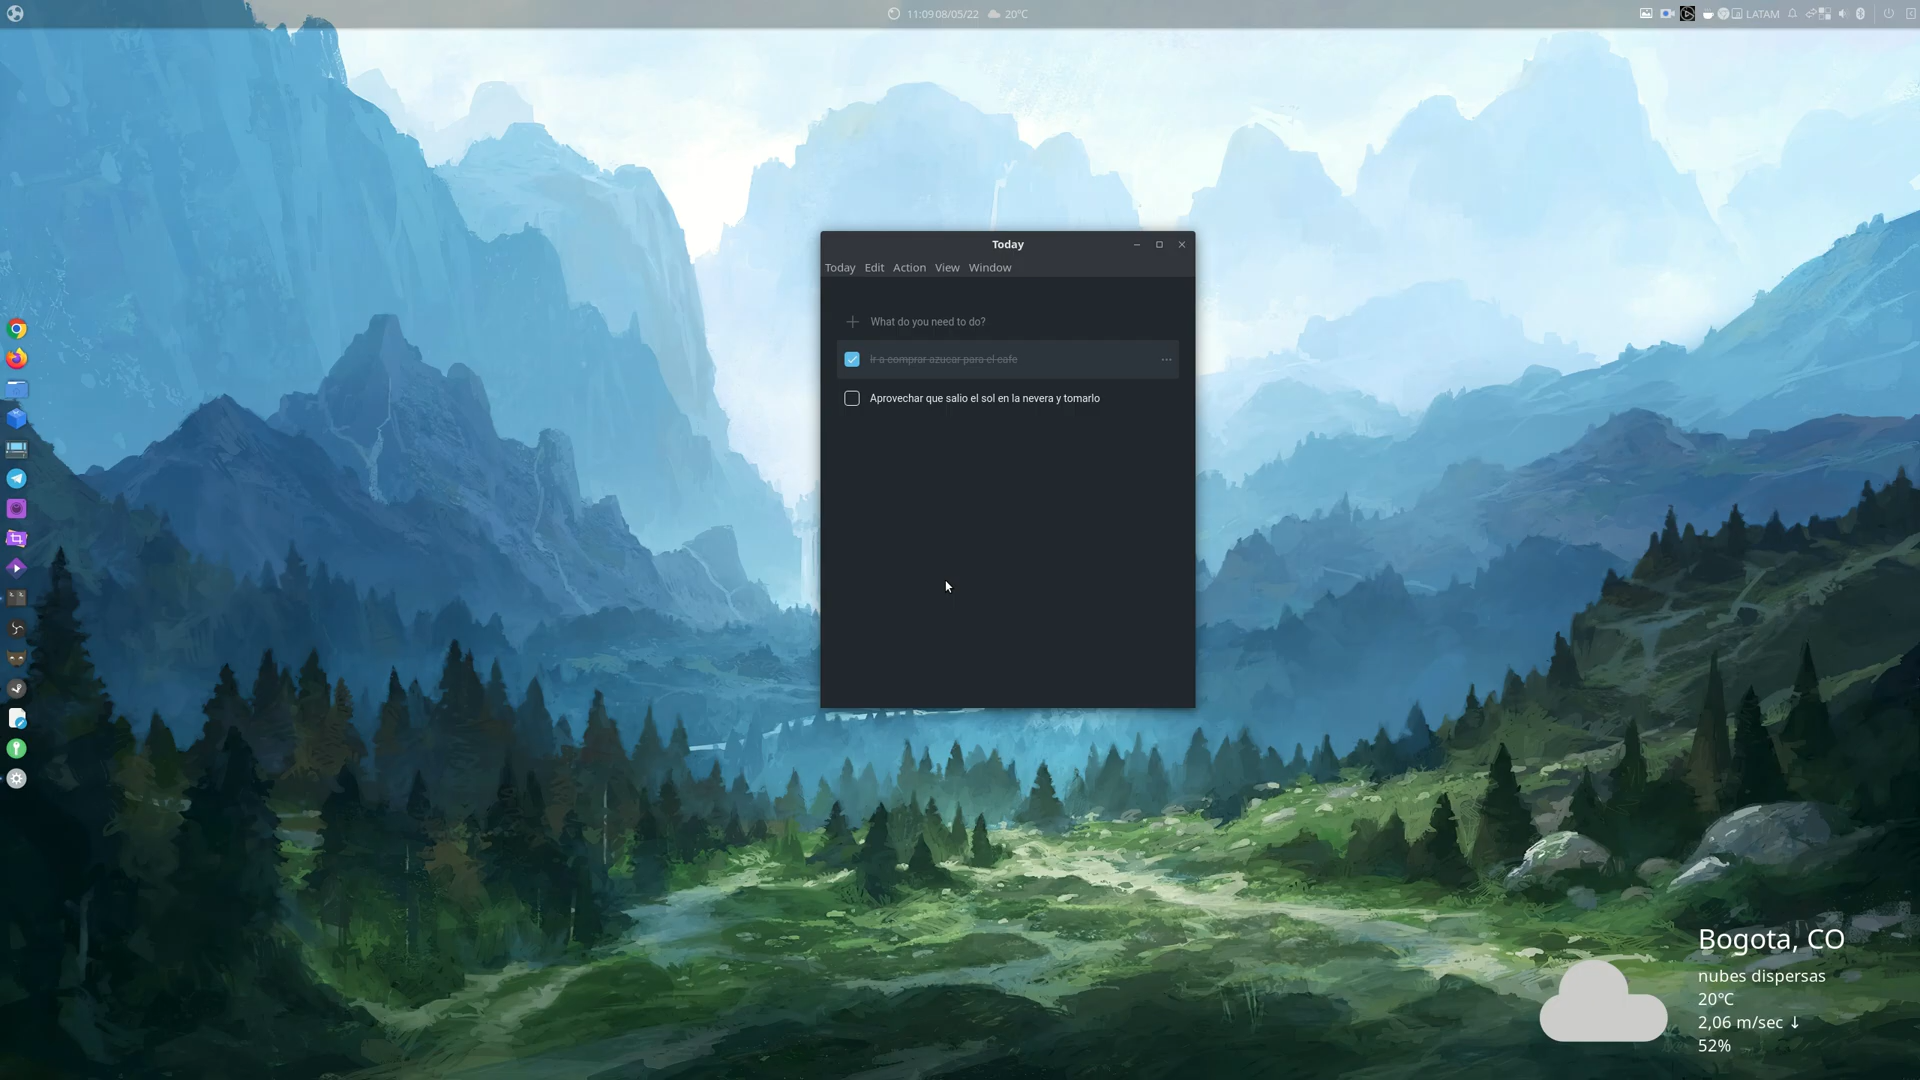 11:09 08/05/22 20°C
LATAM
Today
Today Edit Action View Window
What do you need to do?
Ir a comprar azucar para el cafe
Aprovechar que salio el sol en la nevera y tomarlo
Bogota, CO
nubes dispersas
20°C
2,06 m/sec ↓
52%